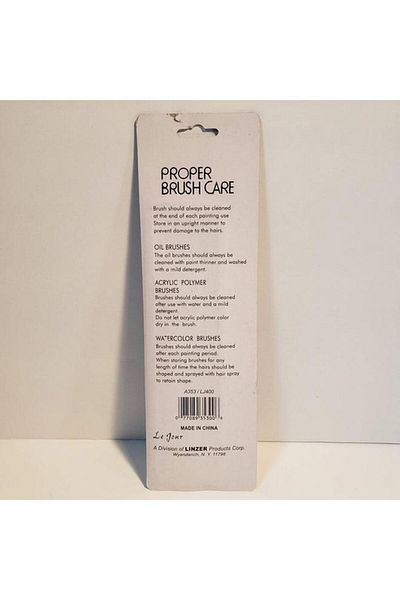 PROPER
BRUSH CARE
Brush should always be cleaned
at the end of each painting use
Store in an upright manner to
prevent damage to the hairs.
OIL BRUSHES
The oil brushes should always be
cleaned with paint thinner and washed
with a mild detergent.
ACRYLIC POLYMER
BRUSHES
Brushes should always be cleaned
after use with water and a mild
detergent.
Do not let acrylic polymer color
dry in the brush.
WATERCOLOR BRUSHES
Brushes should always be cleaned
after each painting period.
When storing brushes for any
length of time the hairs should be
shaped and sprayed with hair spray
to retain shape.
A353 / LJ400
0 77089 35300 6
MADE IN CHINA
Le Jour
A Division of LINZER Products Corp.
Wyandanch, N. Y. 11798